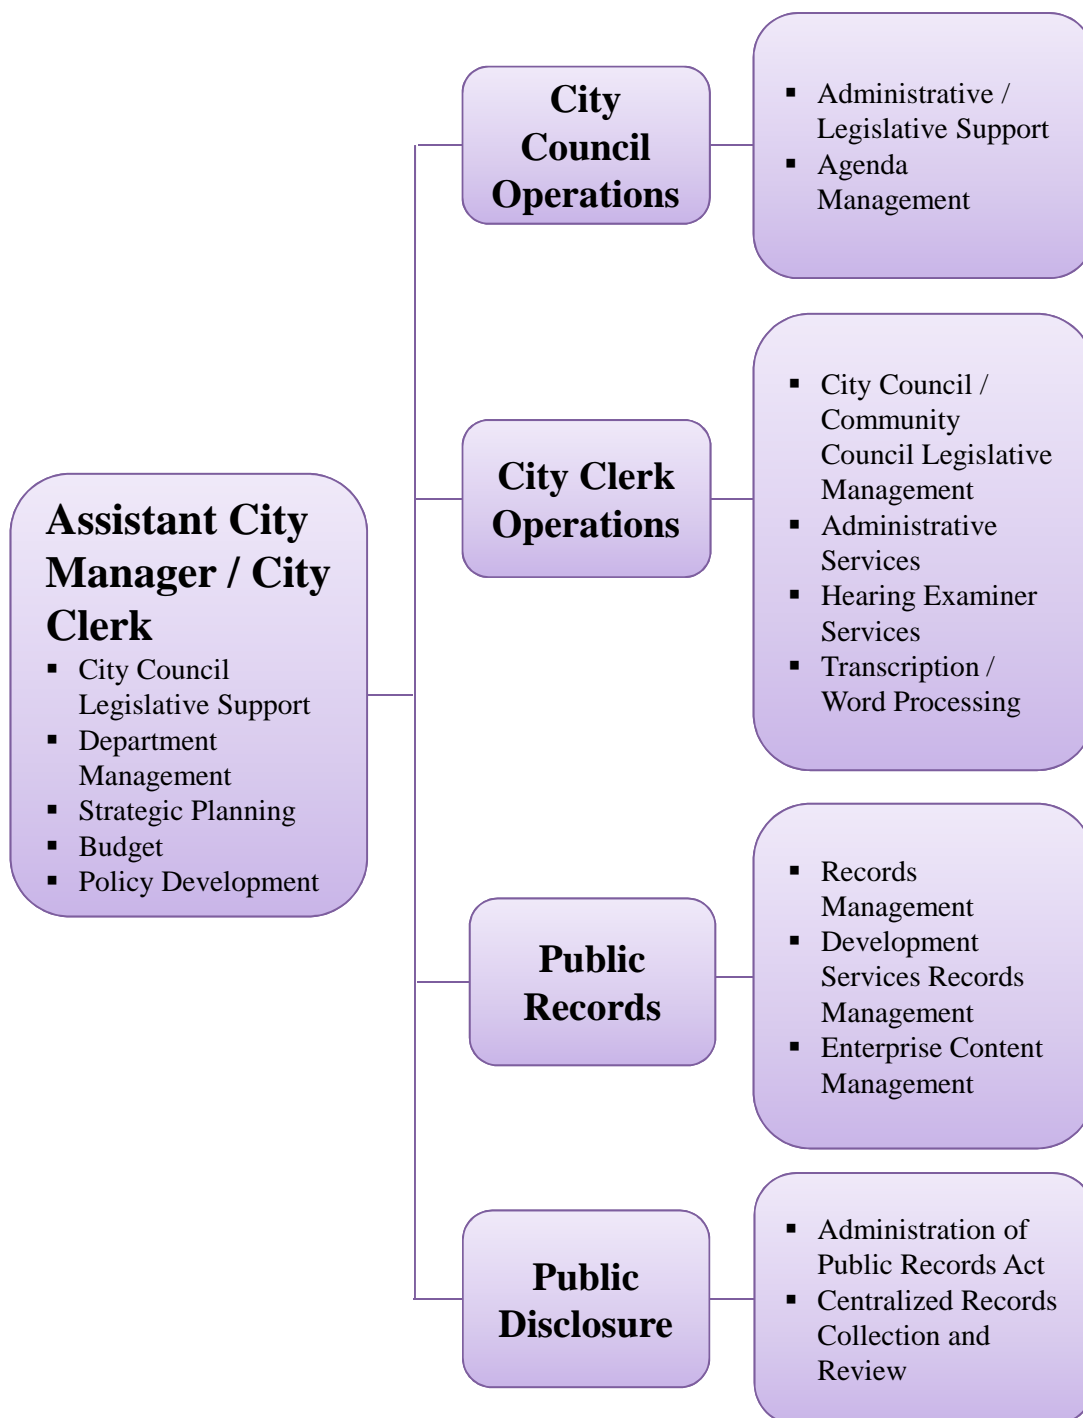 Assistant City
Manager / City
Clerk
▪ City Council
Legislative Support
▪ Department
Management
▪ Strategic Planning
▪ Budget
▪ Policy Development
City
Council
Operations
▪ Administrative /
Legislative Support
▪ Agenda
Management
City Clerk
Operations
▪ City Council /
Community
Council Legislative
Management
▪ Administrative
Services
▪ Hearing Examiner
Services
▪ Transcription /
Word Processing
Public
Records
▪ Records
Management
▪ Development
Services Records
Management
▪ Enterprise Content
Management
Public
Disclosure
▪ Administration of
Public Records Act
▪ Centralized Records
Collection and
Review